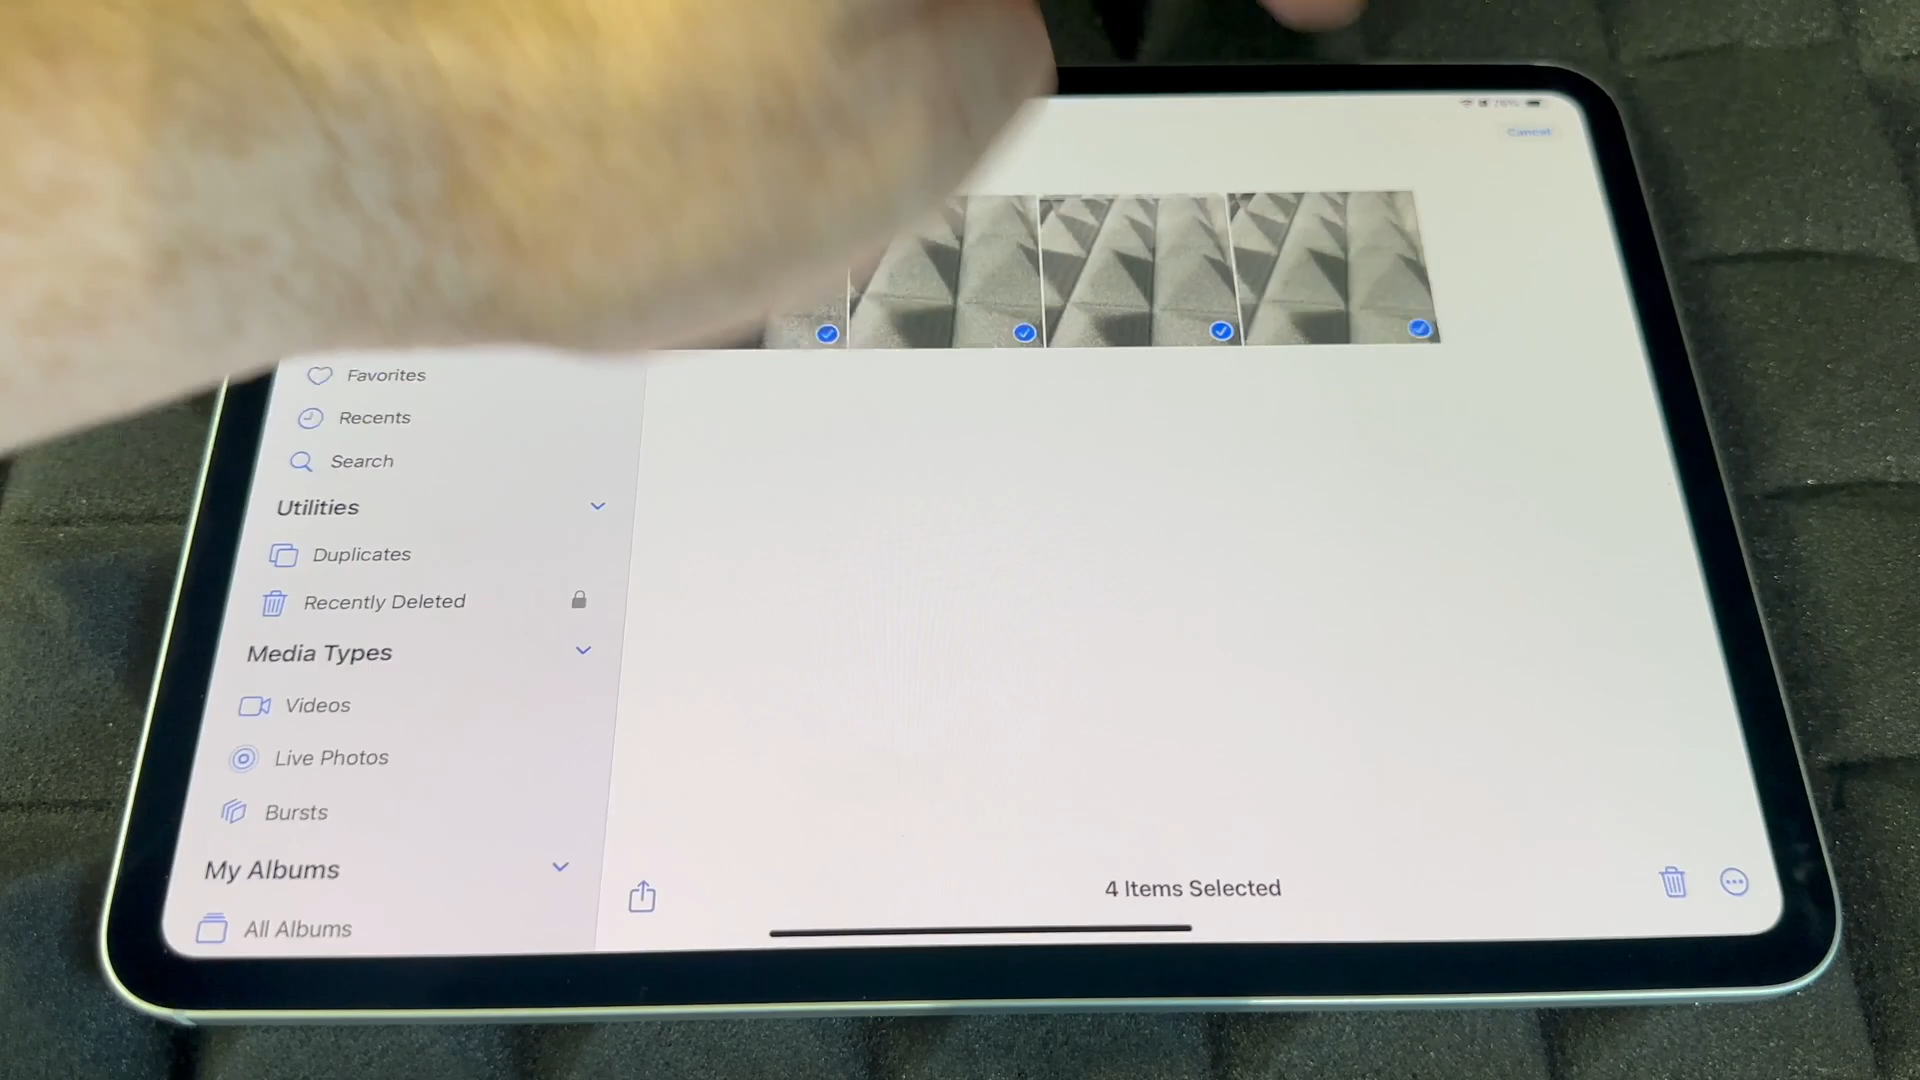 Cancel
Favorites
Recents
Search
Utilities
Duplicates
Recently Deleted
Media Types
Videos
Live Photos
Bursts
My Albums
All Albums
4 Items Selected